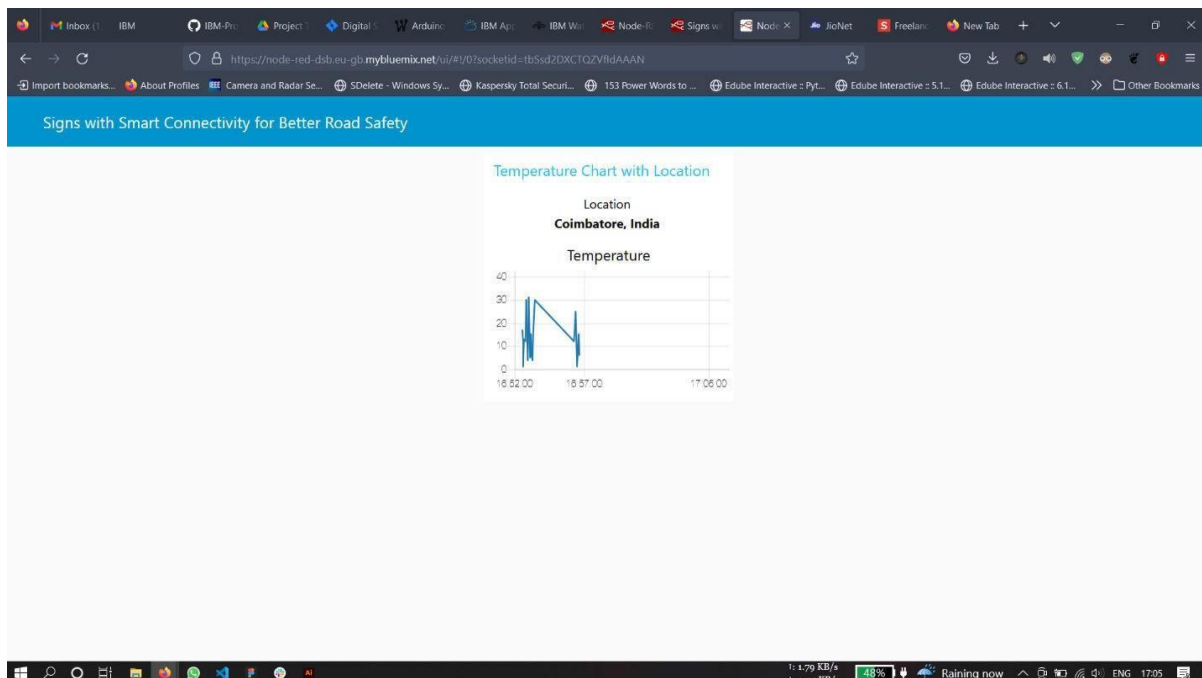 Inbox (1 IBM IBM-Pro Project T Digital S Arduino IBM App IBM Wat Node-R Signs wi Node JioNet Freelanc New Tab
https://node-red-dsb.eu-gb.mybluemix.net/ui/#!/0?socketid=
Import bookmarks... About Profiles Camera and Radar Se... SDelete - Windows Sy... Kaspersky Total Securi... 153 Power Words to ... Edube Interactive :: Pyt... Edube Interactive :: 5.1... Edube Interactive :: 6.1... Other Bookmarks
Signs with Smart Connectivity for Better Road Safety
Temperature Chart with Location
Location
Coimbatore, India
Temperature
40
30
20
10
0
16:52:00 16:57:00 17:06:00
1.79 KB/s 48% Raining now ENG 17:05